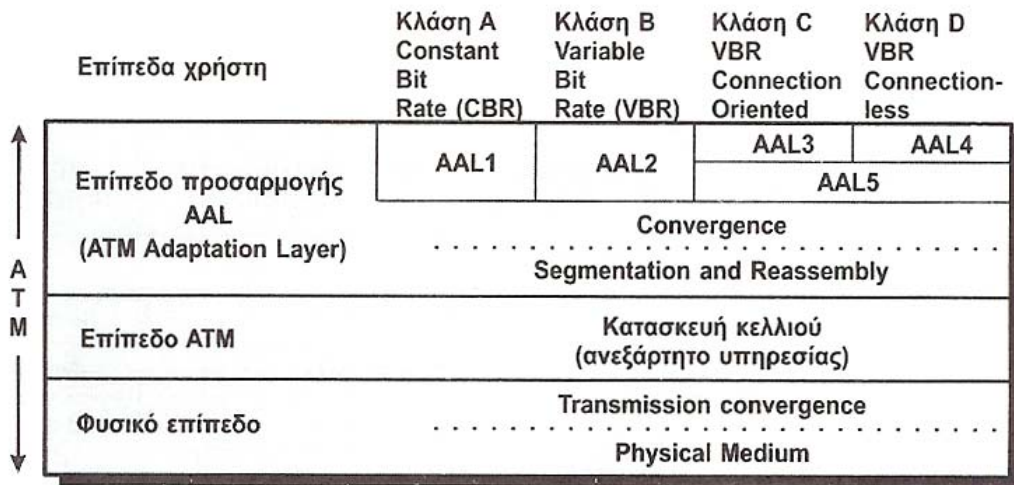 Επίπεδα χρήστη
Κλάση A
Constant
Bit
Rate (CBR)
Κλάση B
Variable
Bit
Rate (VBR)
Κλάση C
VBR
Connection
Oriented
Κλάση D
VBR
Connection-
less
A
T
M
Επίπεδο προσαρμογής
AAL
(ATM Adaptation Layer)
AAL1
AAL2
AAL3
AAL4
AAL5
Convergence
Segmentation and Reassembly
Επίπεδο ATM
Κατασκευή κελλιού
(ανεξάρτητο υπηρεσίας)
Φυσικό επίπεδο
Transmission convergence
Physical Medium